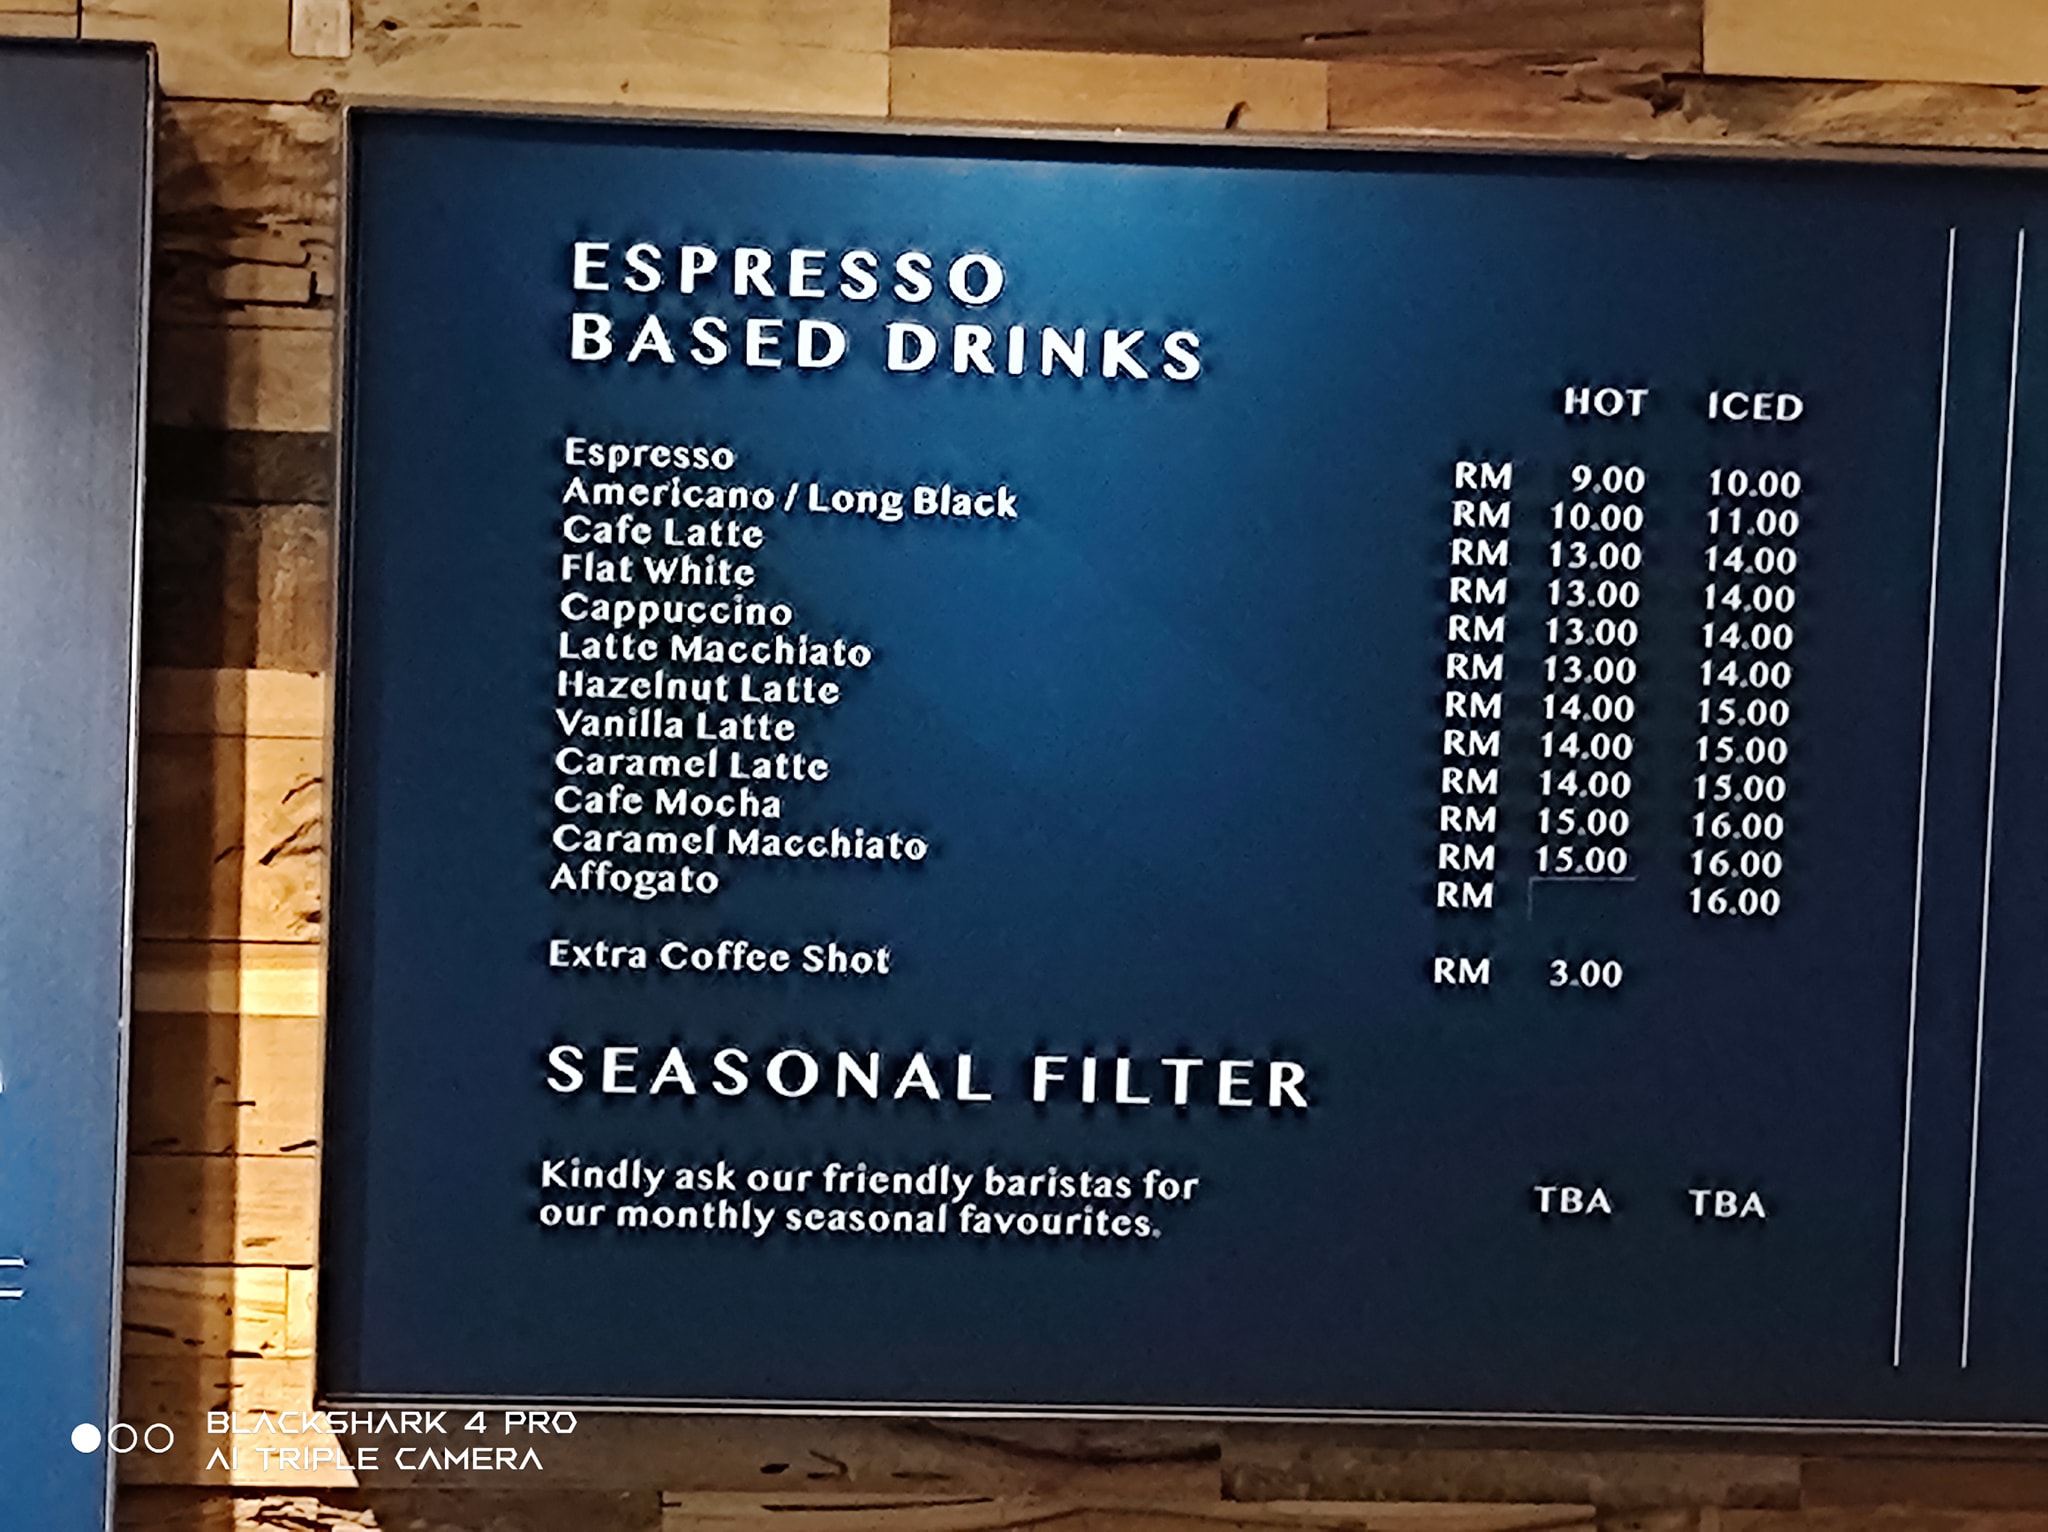 ESPRESSO
BASED DRINKS
HOT ICED
Espresso RM 9.00 10.00
Americano / Long Black RM 10.00 11.00
Cafe Latte RM 13.00 14.00
Flat White RM 13.00 14.00
Cappuccino RM 13.00 14.00
Latte Macchiato RM 13.00 14.00
Hazelnut Latte RM 14.00 15.00
Vanilla Latte RM 14.00 15.00
Caramel Latte RM 14.00 15.00
Cafe Mocha RM 15.00 16.00
Caramel Macchiato RM 15.00 16.00
Affogato RM 16.00
Extra Coffee Shot RM 3.00
SEASONAL FILTER
Kindly ask our friendly baristas for
our monthly seasonal favourites. TBA TBA
BLACKSHARK 4 PRO
AI TRIPLE CAMERA